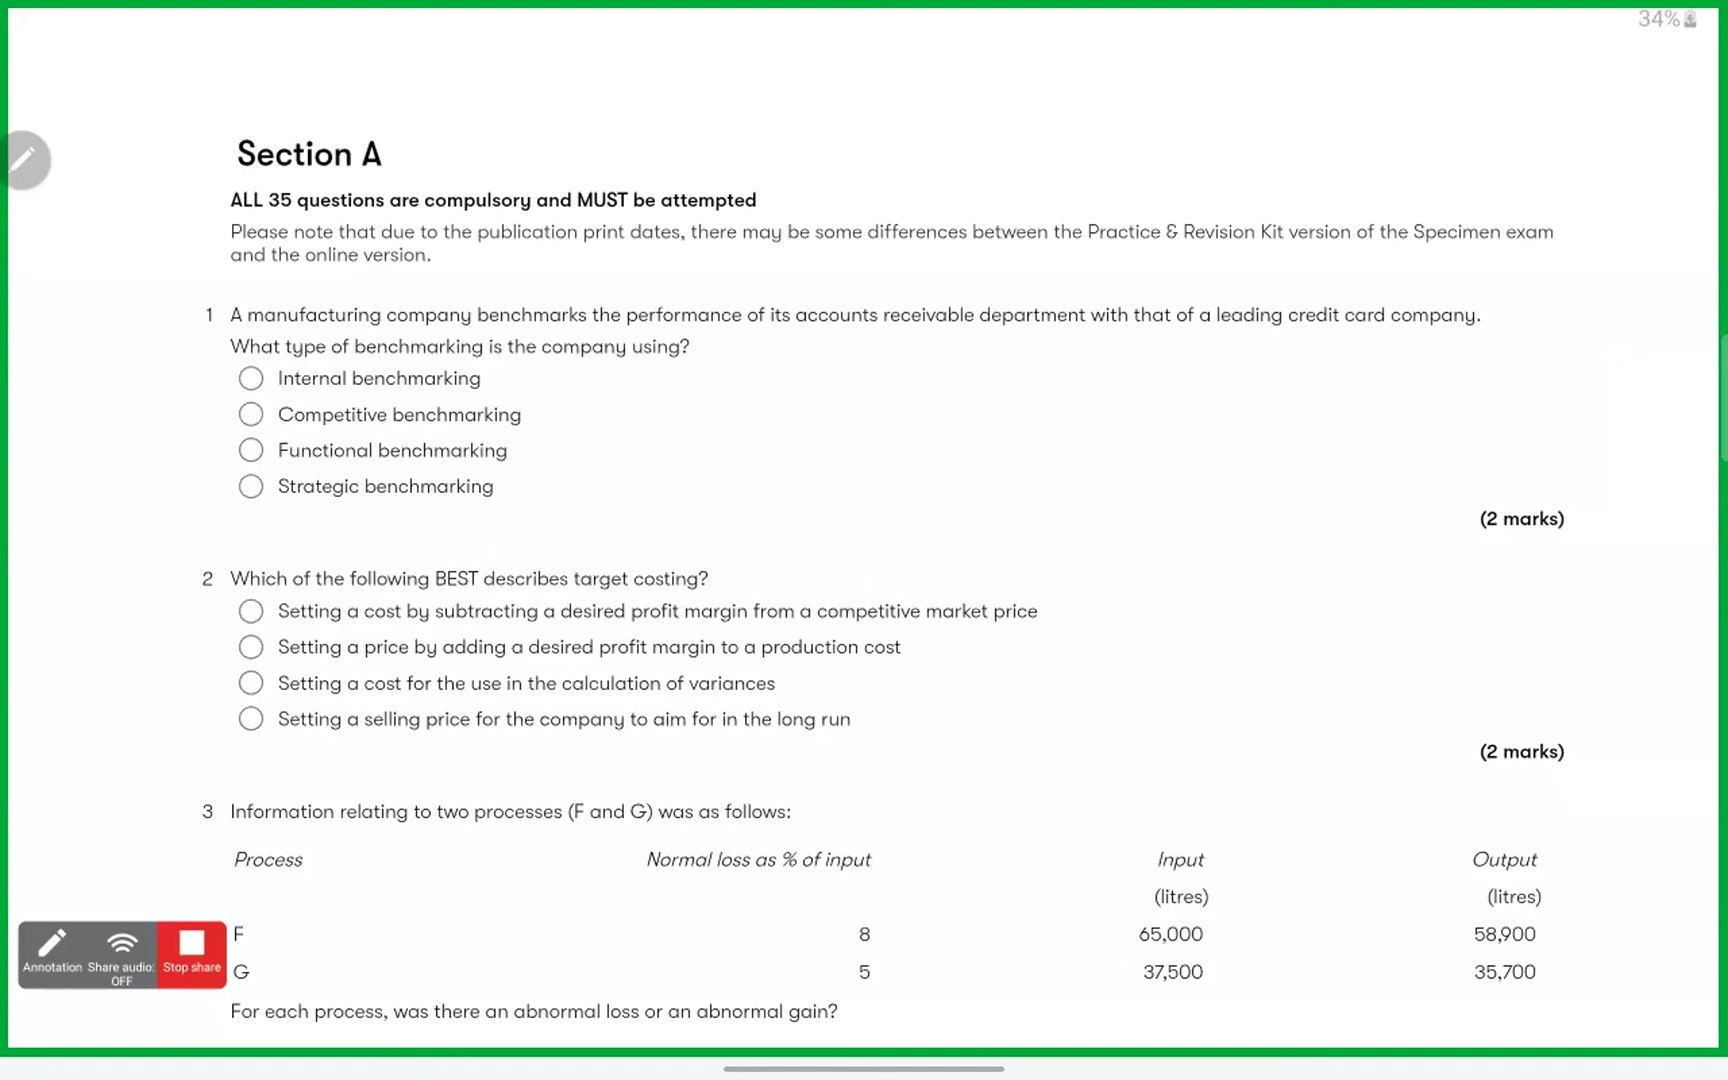 34%
Section A
ALL 35 questions are compulsory and MUST be attempted
Please note that due to the publication print dates, there may be some differences between the Practice & Revision Kit version of the Specimen exam
and the online version.
1 A manufacturing company benchmarks the performance of its accounts receivable department with that of a leading credit card company.
What type of benchmarking is the company using?
Internal benchmarking
Competitive benchmarking
Functional benchmarking
Strategic benchmarking
(2 marks)
2 Which of the following BEST describes target costing?
Setting a cost by subtracting a desired profit margin from a competitive market price
Setting a price by adding a desired profit margin to a production cost
Setting a cost for the use in the calculation of variances
Setting a selling price for the company to aim for in the long run
(2 marks)
3 Information relating to two processes (F and G) was as follows:
Process Normal loss as % of input Input Output
(litres) (litres)
F 8 65,000 58,900
G 5 37,500 35,700
For each process, was there an abnormal loss or an abnormal gain?
Annotation Share audio: Stop share
OFF